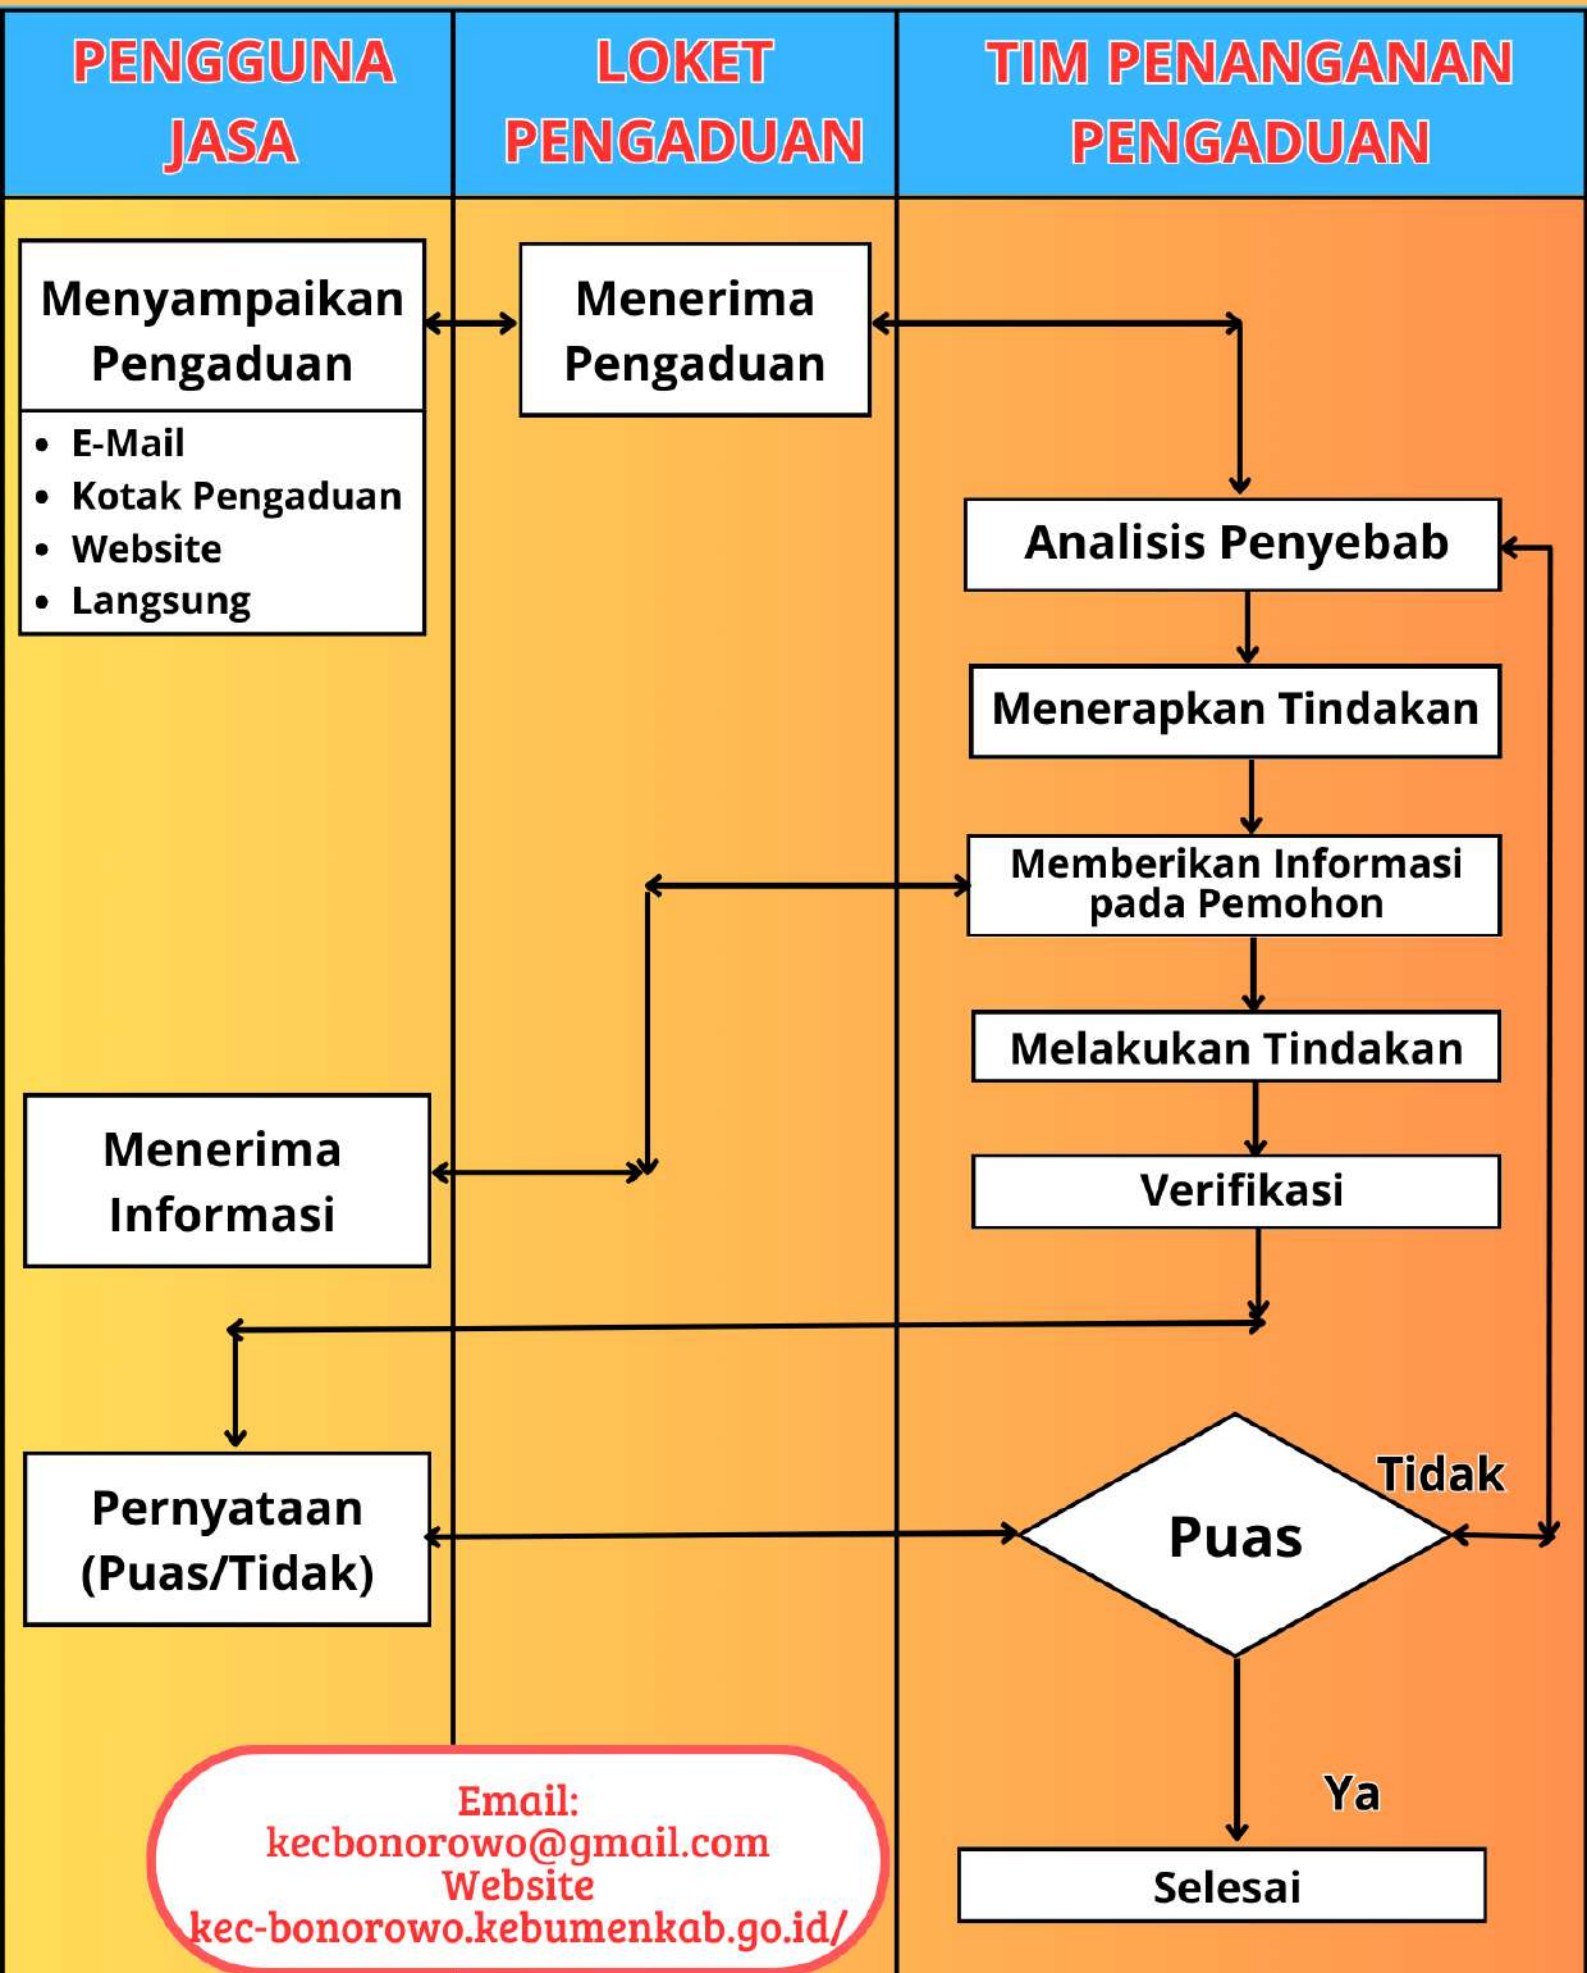 PENGGUNA
JASA
LOKET
PENGADUAN
TIM PENANGANAN
PENGADUAN
Menyampaikan
Pengaduan
• E-Mail
• Kotak Pengaduan
• Website
• Langsung
Menerima
Pengaduan
Analisis Penyebab
Menerapkan Tindakan
Memberikan Informasi
pada Pemohon
Melakukan Tindakan
Menerima
Informasi
Verifikasi
Pernyataan
(Puas/Tidak)
Puas
Tidak
Ya
Selesai
Email:
kecbonorowo@gmail.com
Website
kec-bonorowo.kebumenkab.go.id/